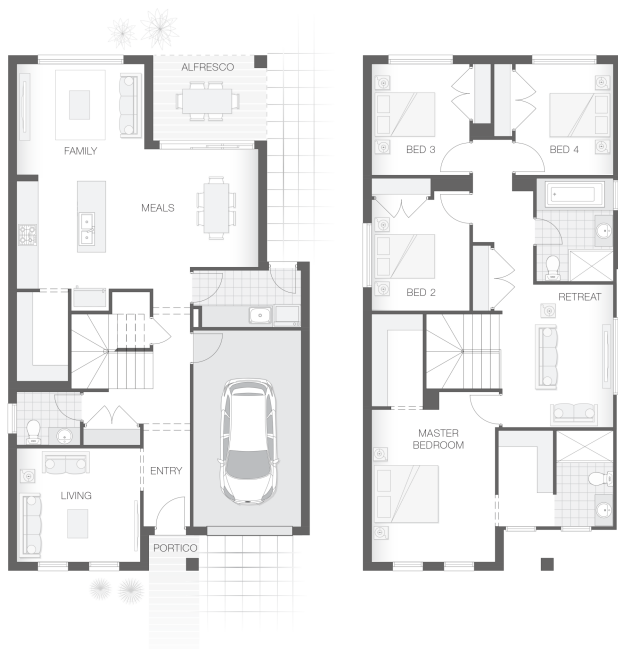 ALFRESCO
FAMILY
MEALS
ENTRY
LIVING
PORTICO
BED 3
BED 4
BED 2
RETREAT
MASTER
BEDROOM